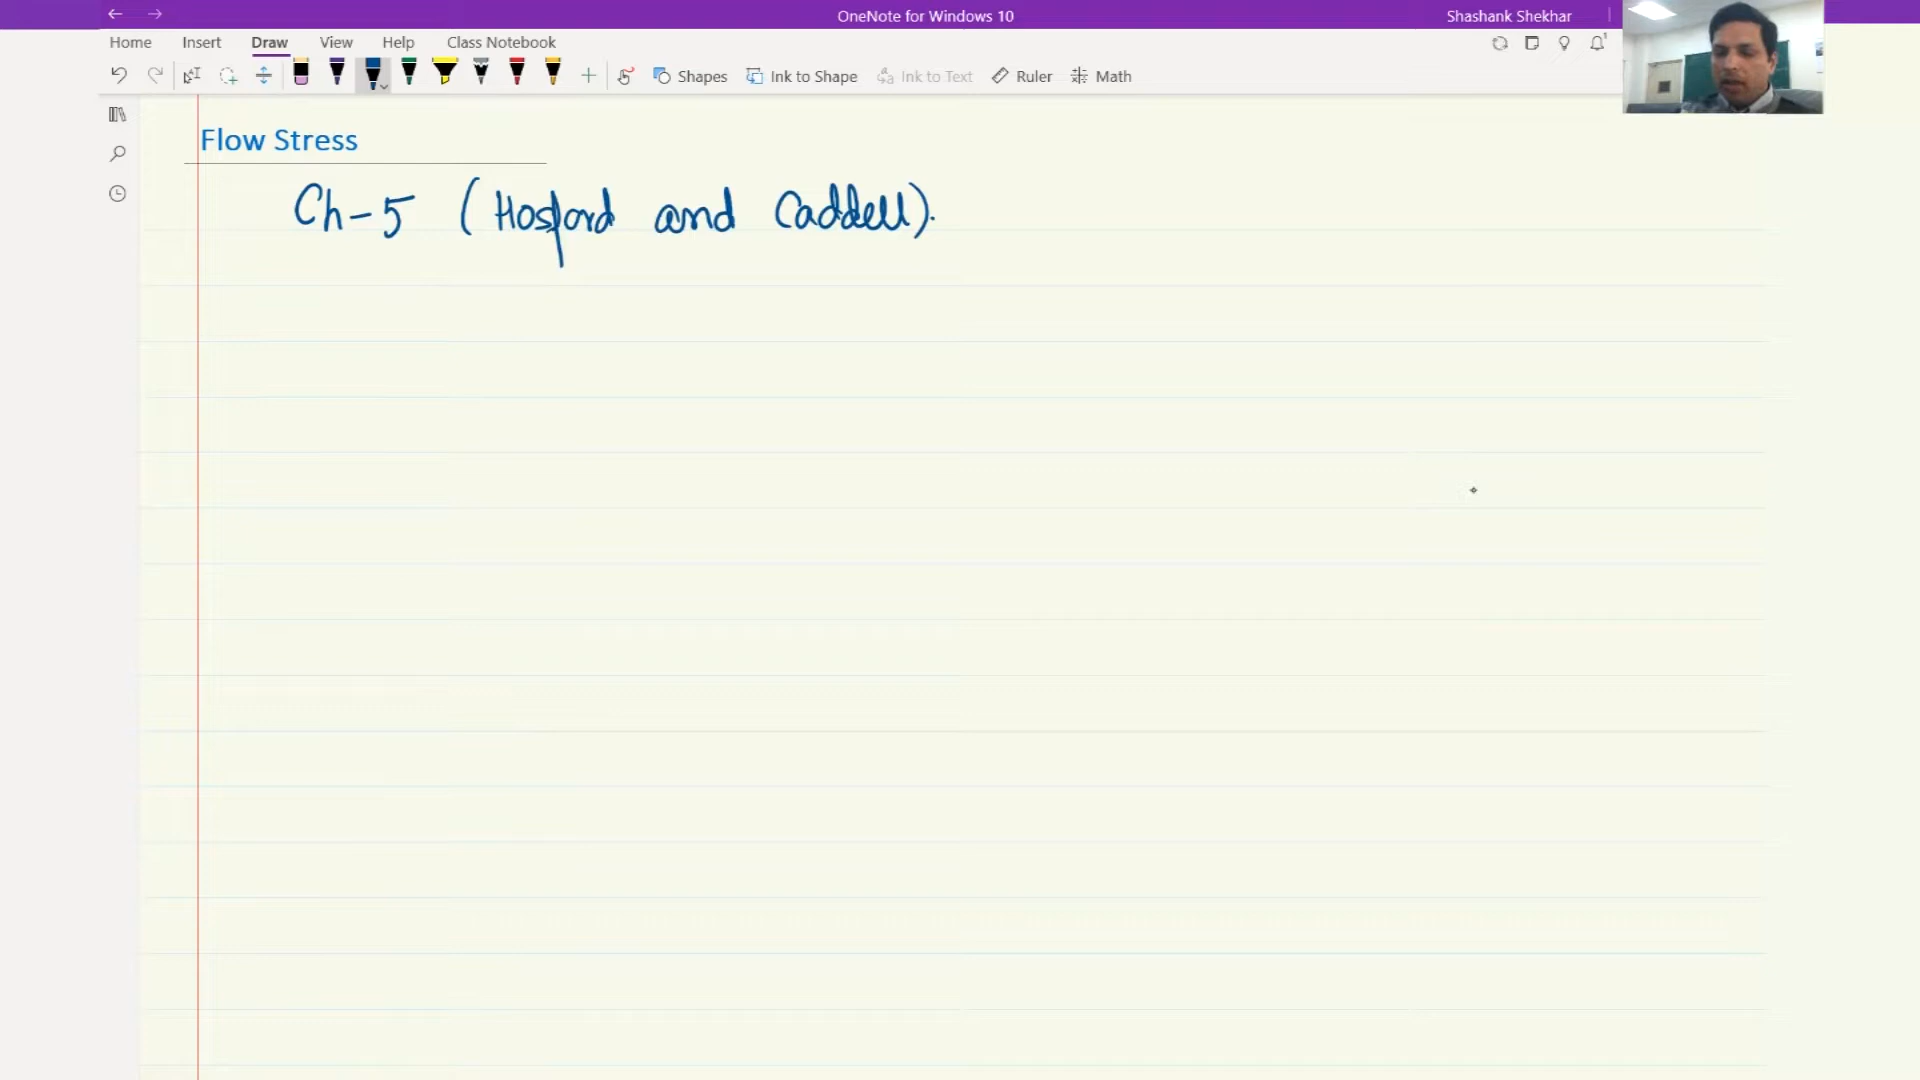 OneNote for Windows 10
Shashank Shekhar
Home Insert Draw View Help Class Notebook
Shapes Ink to Shape Ink to Text Ruler Math
Flow Stress
Ch-5 (Hosford and Caddell).